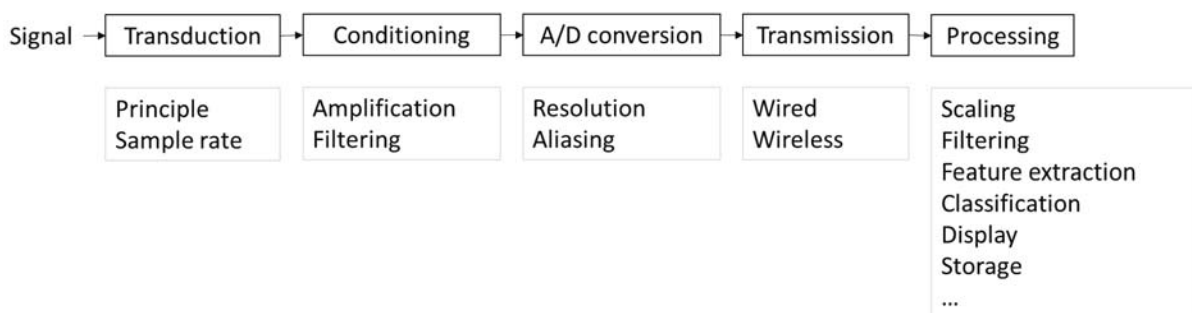 Signal Transduction Conditioning A/D conversion Transmission Processing
Principle
Sample rate
Amplification
Filtering
Resolution
Aliasing
Wired
Wireless
Scaling
Filtering
Feature extraction
Classification
Display
Storage
...